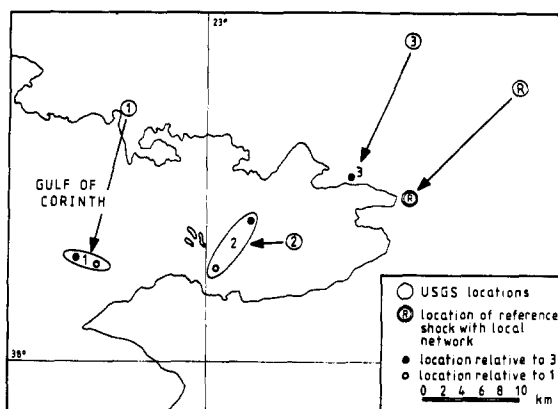 23°
3
R
1
3
R
GULF OF
CORINTH
2
2
1
USGS locations
R location of reference
shock with local
network
location relative to 3
location relative to 1
0 2 4 6 8 10
km
38°